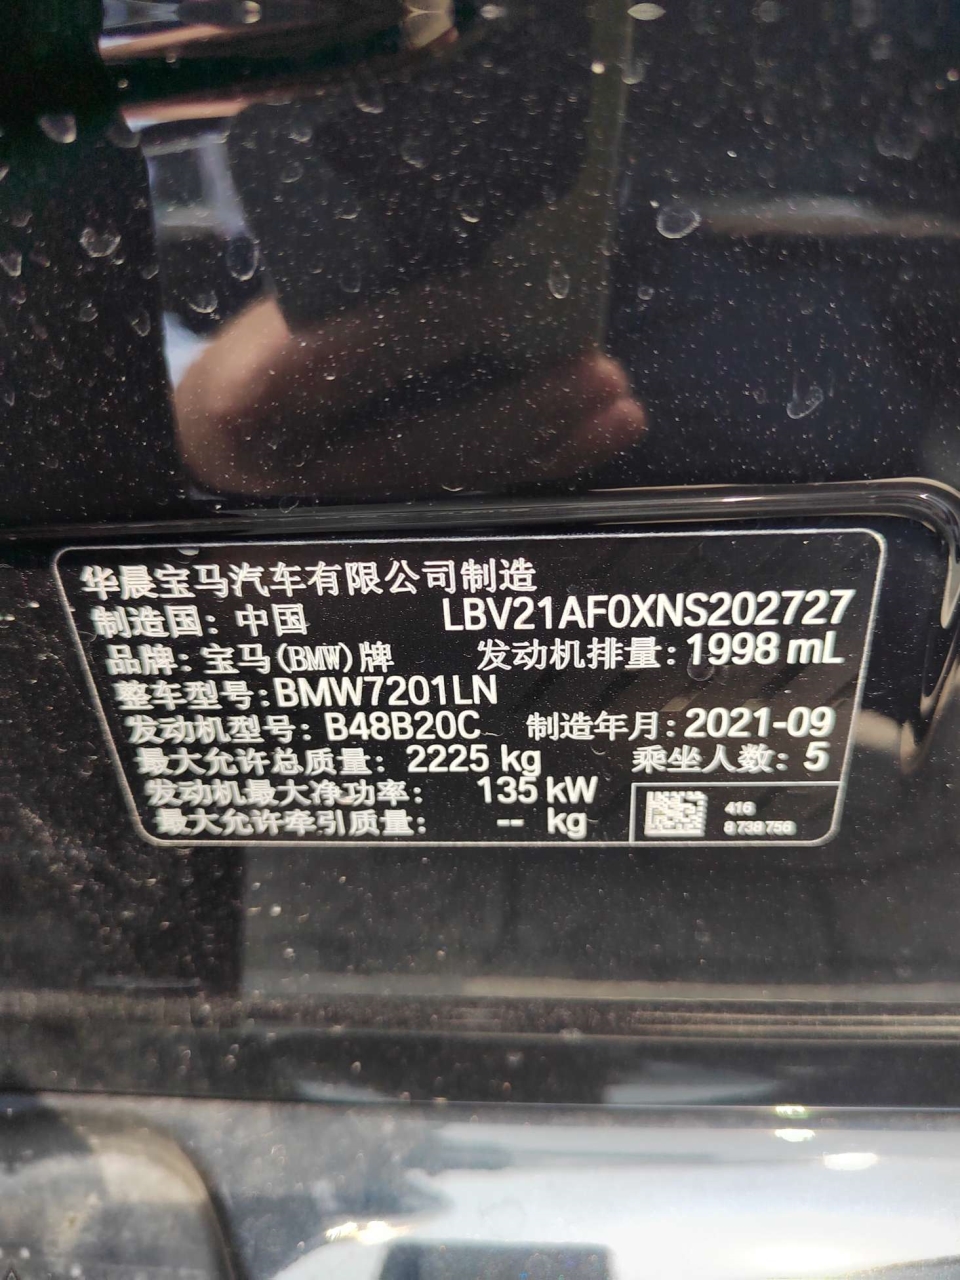 华晨宝马汽车有限公司制造
制造国：中国 LBV21AF0XNS202727
品牌：宝马(BMW)牌 发动机排量：1998 mL
整车型号：BMW7201LN
发动机型号：B48B20C 制造年月：2021-09
最大允许总质量：2225 kg 乘坐人数：5
发动机最大净功率：135 kW
最大允许牵引质量：-- kg
416
8 738 756